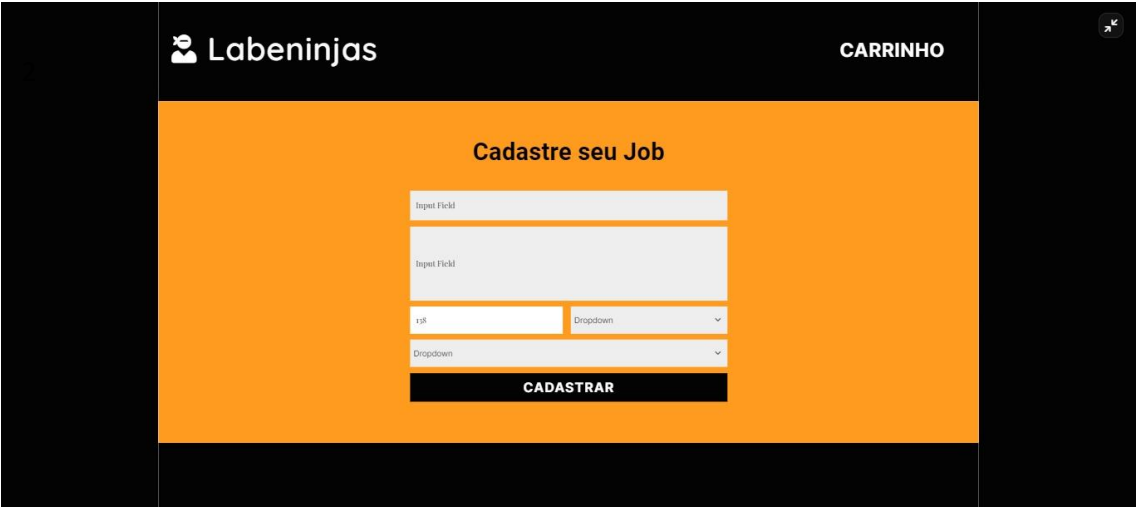 Labeninjas
CARRINHO
Cadastre seu Job
Input Field
Input Field
138
Dropdown
Dropdown
CADASTRAR